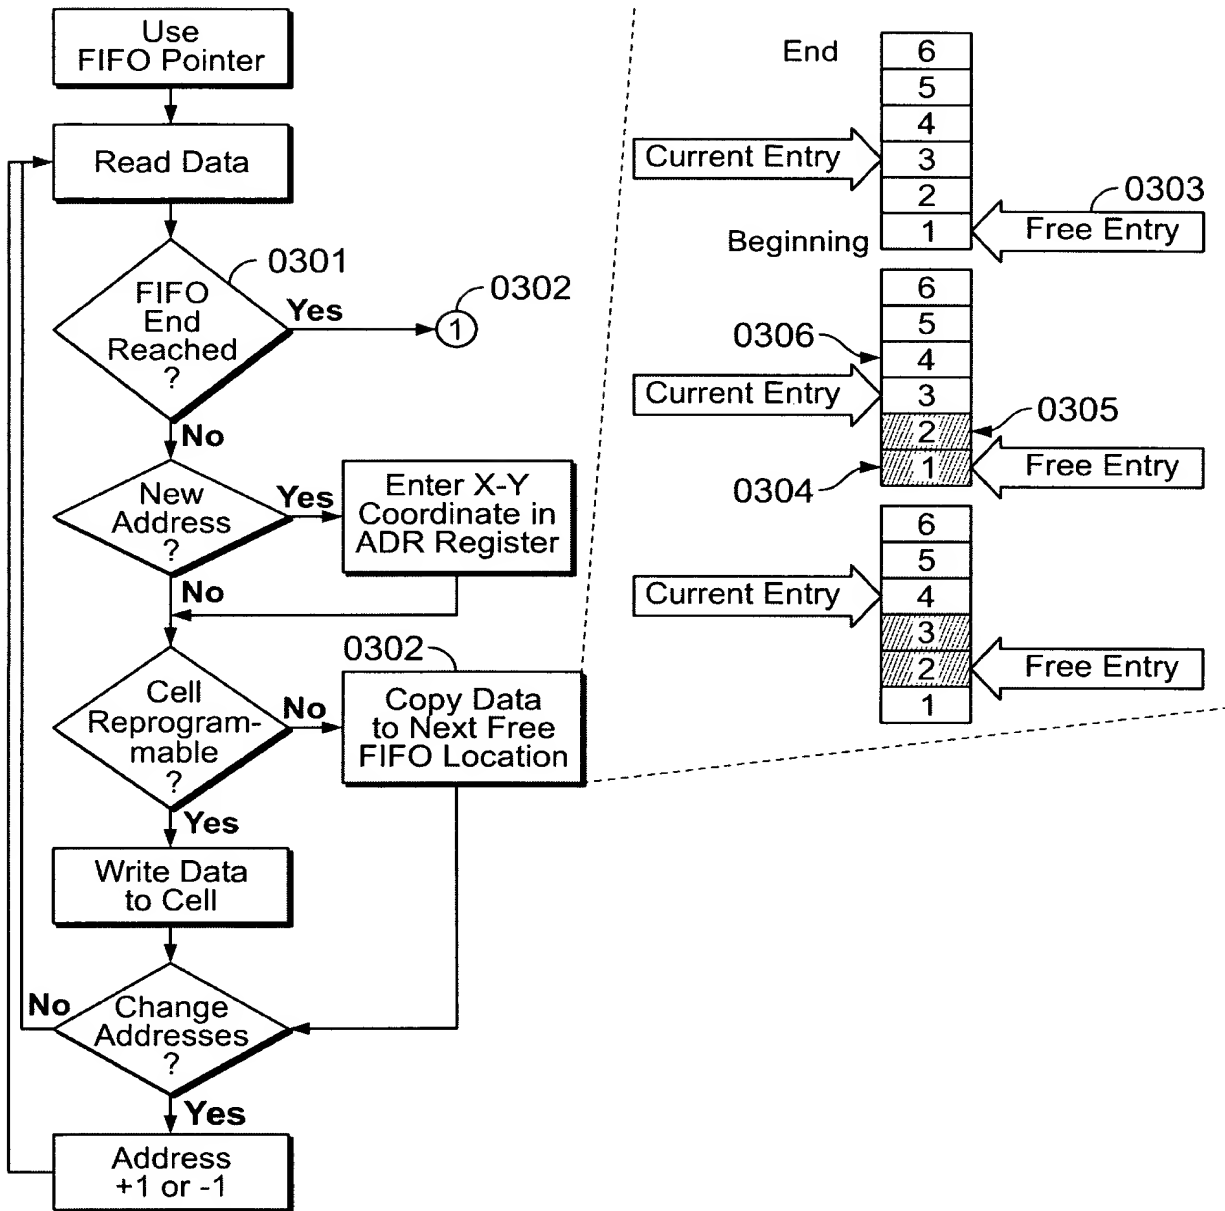 Use
FIFO Pointer
Read Data
0301
FIFO
End
Reached
?
Yes
1
0302
No
New
Address
?
Yes
Enter X-Y
Coordinate in
ADR Register
No
0302
Cell
Reprogram-
mable
?
No
Copy Data
to Next Free
FIFO Location
Yes
Write Data
to Cell
No
Change
Addresses
?
Yes
Address
+1 or -1
End
6
5
4
Current Entry
3
2
0303
Beginning
1
Free Entry
6
5
0306
4
Current Entry
3
0305
2
0304
1
Free Entry
6
5
Current Entry
4
3
2
Free Entry
1